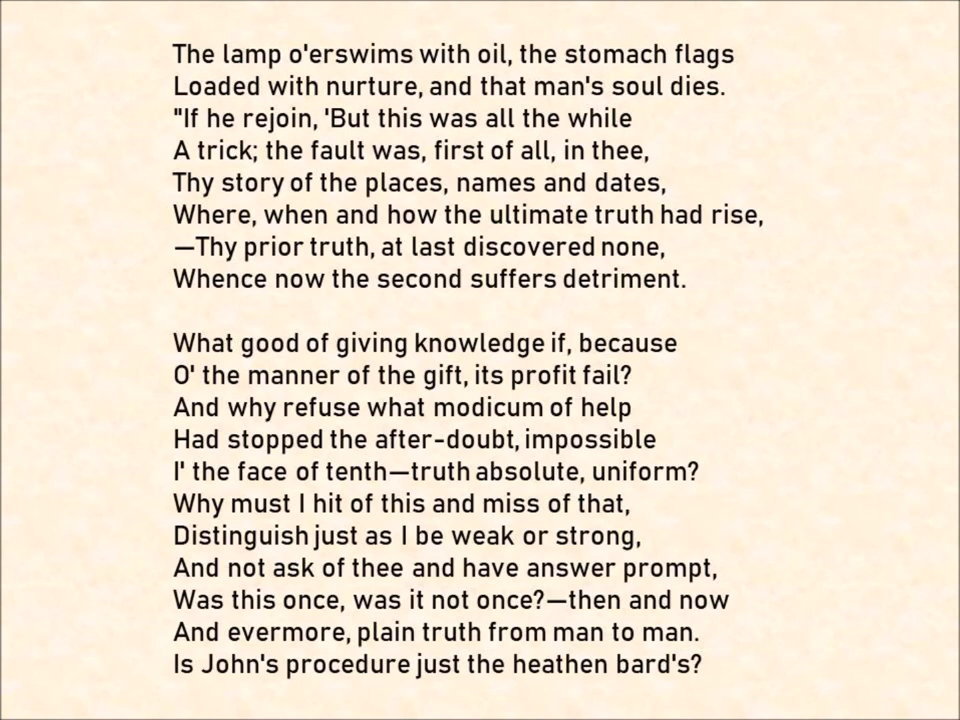 The lamp o'erswims with oil, the stomach flags
Loaded with nurture, and that man's soul dies.
"If he rejoin, 'But this was all the while
A trick; the fault was, first of all, in thee,
Thy story of the places, names and dates,
Where, when and how the ultimate truth had rise,
—Thy prior truth, at last discovered none,
Whence now the second suffers detriment.

What good of giving knowledge if, because
O' the manner of the gift, its profit fail?
And why refuse what modicum of help
Had stopped the after-doubt, impossible
I' the face of tenth—truth absolute, uniform?
Why must I hit of this and miss of that,
Distinguish just as I be weak or strong,
And not ask of thee and have answer prompt,
Was this once, was it not once?—then and now
And evermore, plain truth from man to man.
Is John's procedure just the heathen bard's?